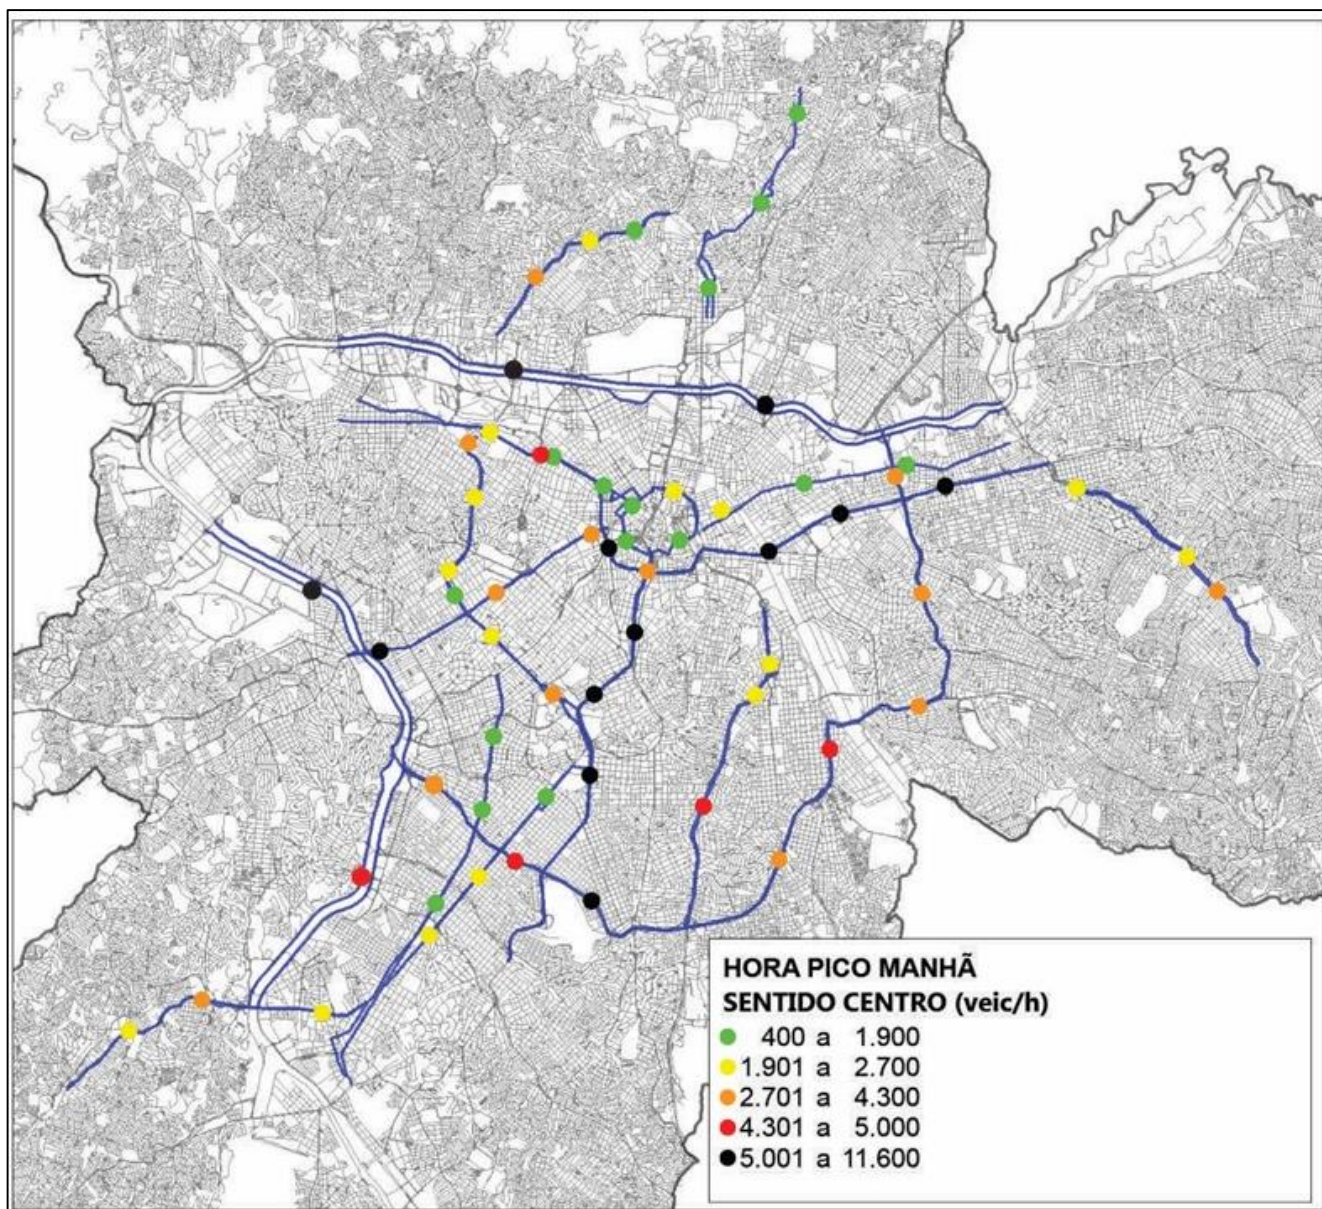 HORA PICO MANHÃ
SENTIDO CENTRO (veic/h)
400 a 1.900
1.901 a 2.700
2.701 a 4.300
4.301 a 5.000
5.001 a 11.600